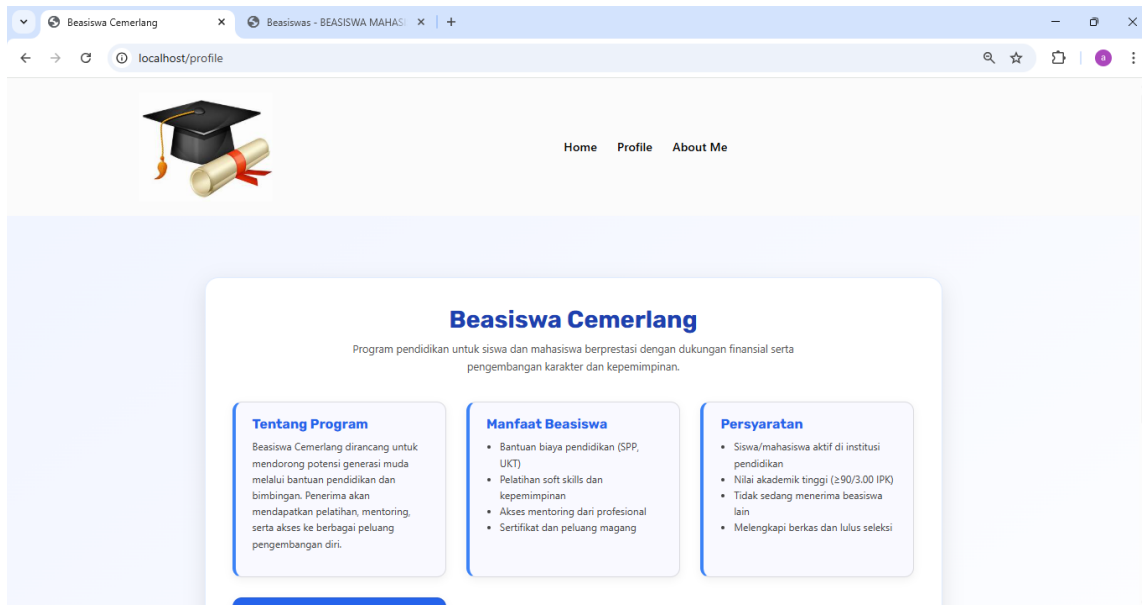 Beasiswa Cemerlang
Beasiswas - BEASISWA MAHAS
localhost/profile
a
Home Profile About Me
Beasiswa Cemerlang
Program pendidikan untuk siswa dan mahasiswa berprestasi dengan dukungan finansial serta
pengembangan karakter dan kepemimpinan.
Tentang Program
Beasiswa Cemerlang dirancang untuk
mendorong potensi generasi muda
melalui bantuan pendidikan dan
bimbingan. Penerima akan
mendapatkan pelatihan, mentoring,
serta akses ke berbagai peluang
pengembangan diri.
Manfaat Beasiswa
• Bantuan biaya pendidikan (SPP,
UKT)
• Pelatihan soft skills dan
kepemimpinan
• Akses mentoring dari profesional
• Sertifikat dan peluang magang
Persyaratan
• Siswa/mahasiswa aktif di institusi
pendidikan
• Nilai akademik tinggi (≥90/3.00 IPK)
• Tidak sedang menerima beasiswa
lain
• Melengkapi berkas dan lulus seleksi